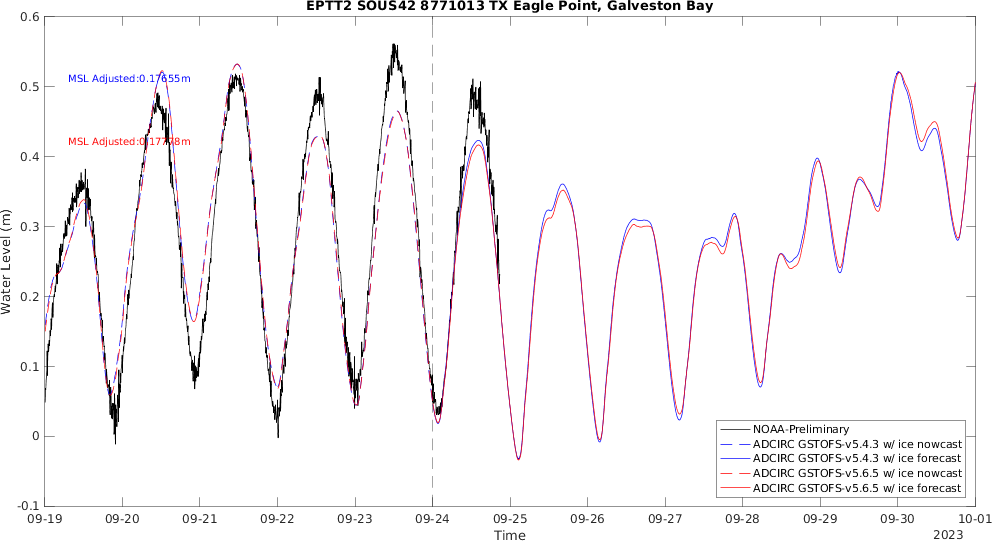 EPTT2 SOUS42 8771013 TX Eagle Point, Galveston Bay
0.6
0.5
0.4
0.3
0.2
0.1
0
-0.1
Water Level (m)
MSL Adjusted:0.17655m
MSL Adjusted:0.17778m
NOAA-Preliminary
ADCIRC GSTOFS-v5.4.3 w/ ice nowcast
ADCIRC GSTOFS-v5.4.3 w/ ice forecast
ADCIRC GSTOFS-v5.6.5 w/ ice nowcast
ADCIRC GSTOFS-v5.6.5 w/ ice forecast
09-19 09-20 09-21 09-22 09-23 09-24 09-25 09-26 09-27 09-28 09-29 09-30 10-01
Time
2023